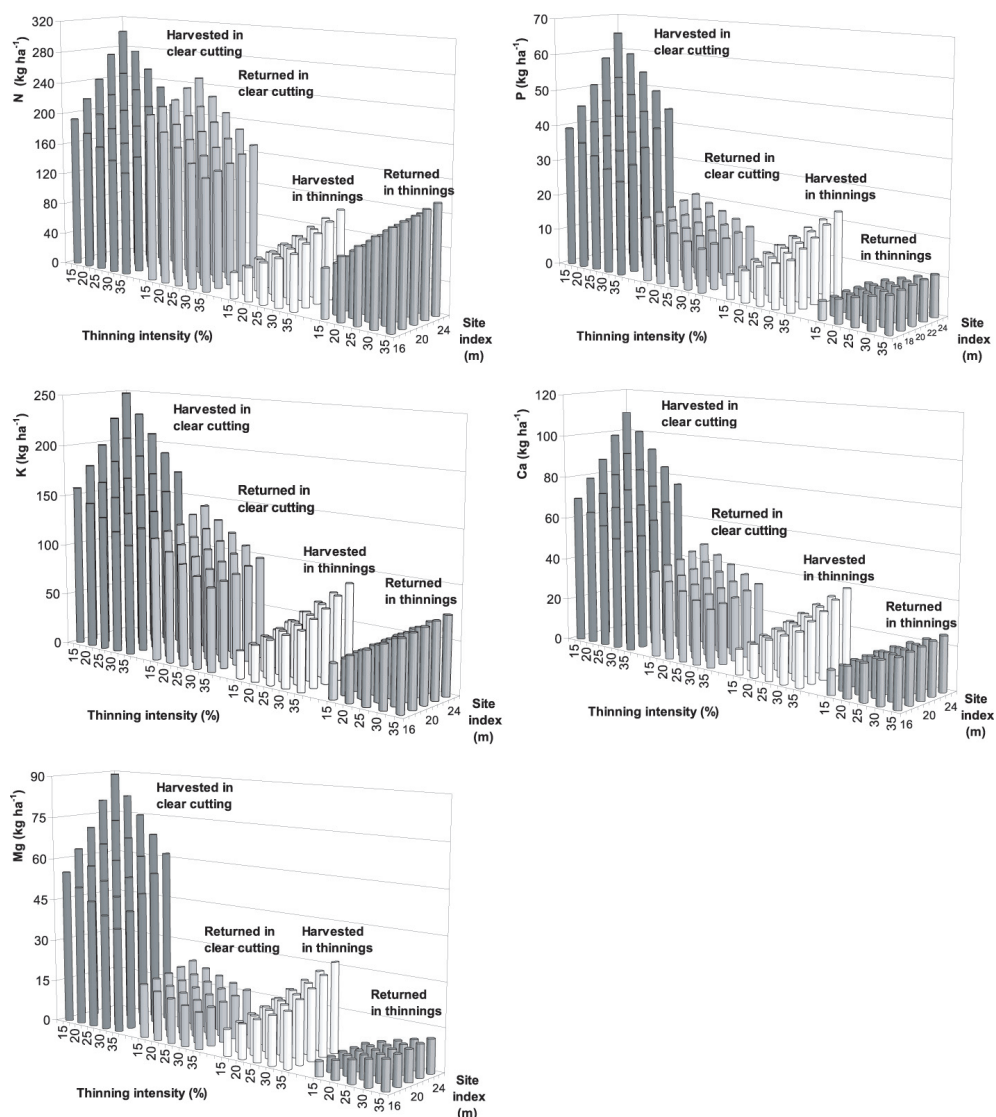 N (kg ha⁻¹)
320
280
240
200
160
120
80
40
0
Harvested in
clear cutting
Returned in
clear cutting
Harvested
in thinnings
Returned
in thinnings
15
20
25
30
35
15
20
25
30
35
15
20
25
30
35
15
20
25
30
35
16
20
24
Thinning intensity (%)
Site
index
(m)
P (kg ha⁻¹)
70
60
50
40
30
20
10
0
Harvested in
clear cutting
Returned in
clear cutting
Harvested
in thinnings
Returned
in thinnings
15
20
25
30
35
15
20
25
30
35
15
20
25
30
35
15
20
25
30
35
16
18
20
22
24
Thinning intensity (%)
Site
index
(m)
K (kg ha⁻¹)
250
200
150
100
50
0
Harvested in
clear cutting
Returned in
clear cutting
Harvested
in thinnings
Returned
in thinnings
15
20
25
30
35
15
20
25
30
35
15
20
25
30
35
15
20
25
30
35
16
20
24
Thinning intensity (%)
Site
index
(m)
Ca (kg ha⁻¹)
120
100
80
60
40
20
0
Harvested in
clear cutting
Returned in
clear cutting
Harvested
in thinnings
Returned
in thinnings
15
20
25
30
35
15
20
25
30
35
15
20
25
30
35
15
20
25
30
35
16
20
24
Thinning intensity (%)
Site
index
(m)
Mg (kg ha⁻¹)
90
75
60
45
30
15
0
Harvested in
clear cutting
Returned in
clear cutting
Harvested
in thinnings
Returned
in thinnings
15
20
25
30
35
15
20
25
30
35
15
20
25
30
35
15
20
25
30
35
16
20
24
Thinning intensity (%)
Site
index
(m)